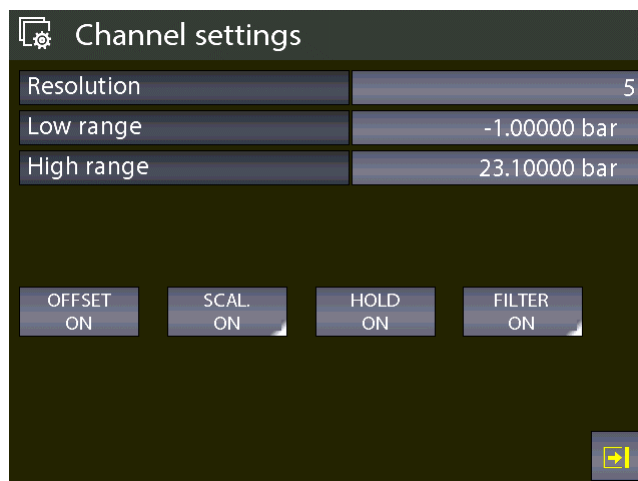 Channel settings
Resolution 5
Low range -1.00000 bar
High range 23.10000 bar
OFFSET SCAL. HOLD FILTER
ON ON ON ON